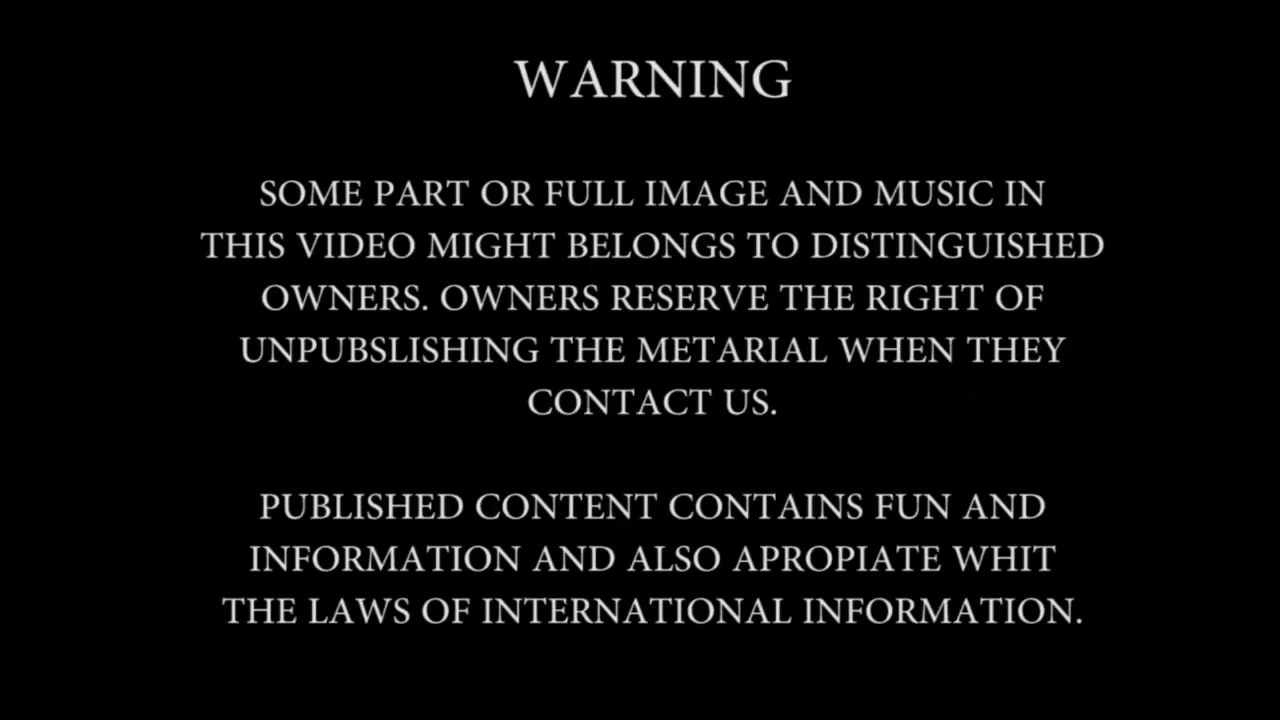 WARNING
SOME PART OR FULL IMAGE AND MUSIC IN
THIS VIDEO MIGHT BELONGS TO DISTINGUISHED
OWNERS. OWNERS RESERVE THE RIGHT OF
UNPUBSLISHING THE METARIAL WHEN THEY
CONTACT US.
PUBLISHED CONTENT CONTAINS FUN AND
INFORMATION AND ALSO APROPIATE WHIT
THE LAWS OF INTERNATIONAL INFORMATION.